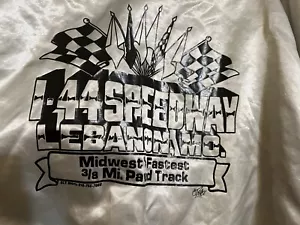 I-44 SPEEDWAY
LEBANON, MO.
Midwest Fastest
3/8 Mi. Paved Track